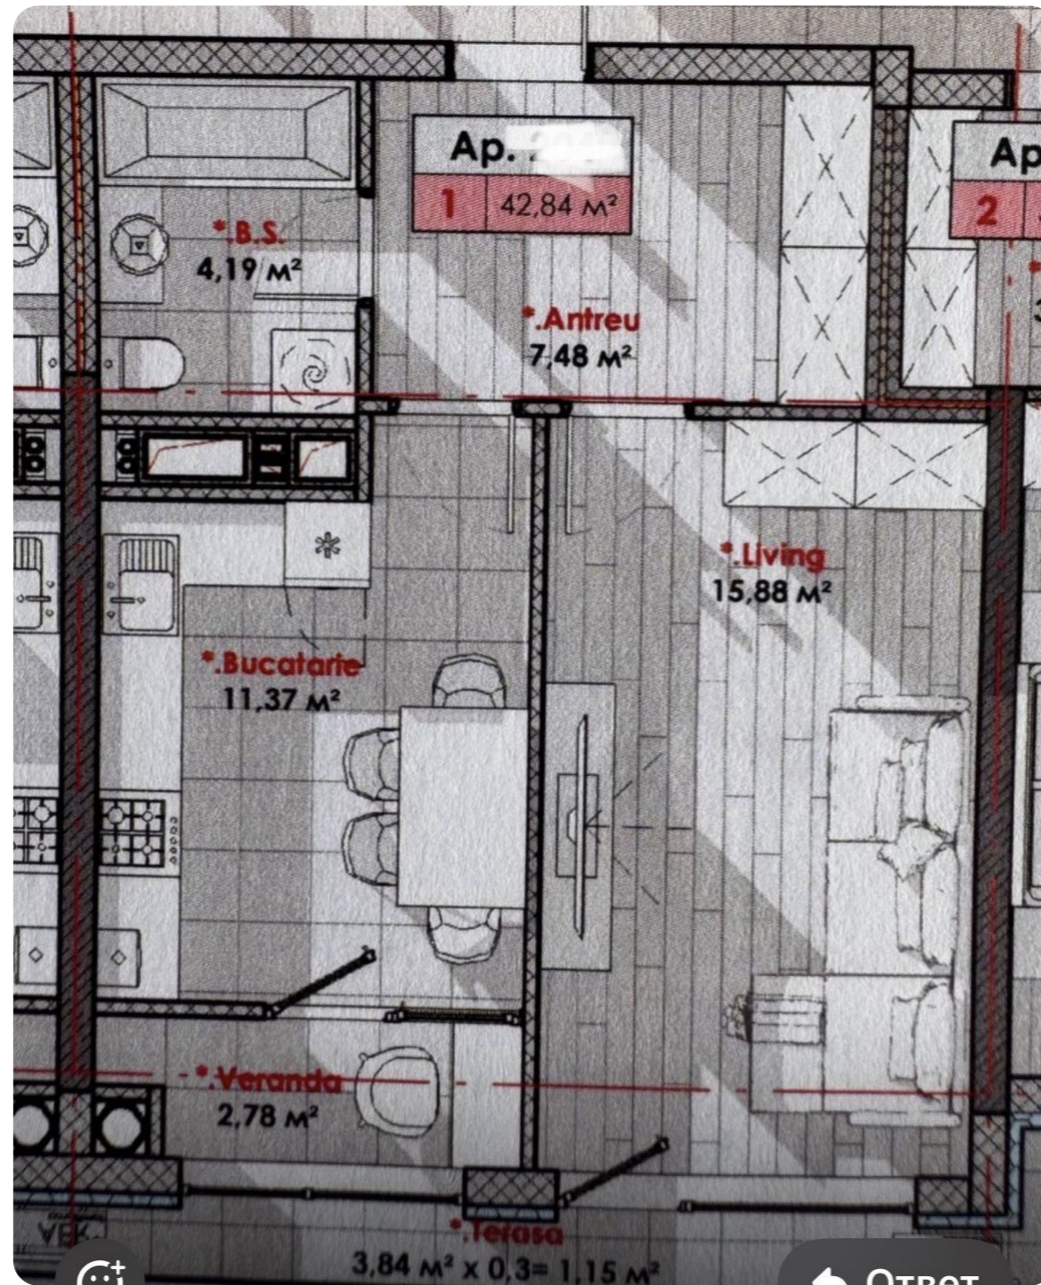 Ap.
1 42,84 м²
Ap
2
*.B.S.
4,19 м²
*.Antreu
7,48 м²
*.Living
15,88 м²
*.Bucatarie
11,37 м²
*.Veranda
2,78 м²
*.Terasa
3,84 м² x 0,3= 1,15 м²
Ответ